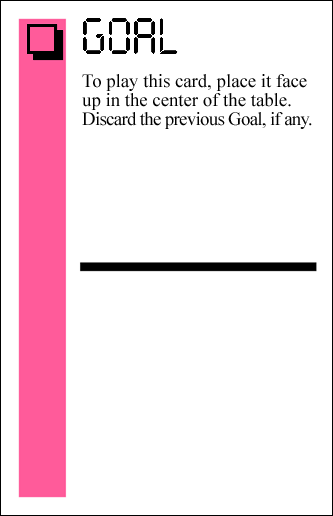 GOAL
To play this card, place it face
up in the center of the table.
Discard the previous Goal, if any.